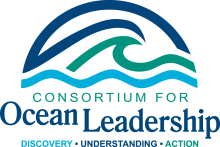 CONSORTIUM FOR
Ocean Leadership
DISCOVERY • UNDERSTANDING • ACTION